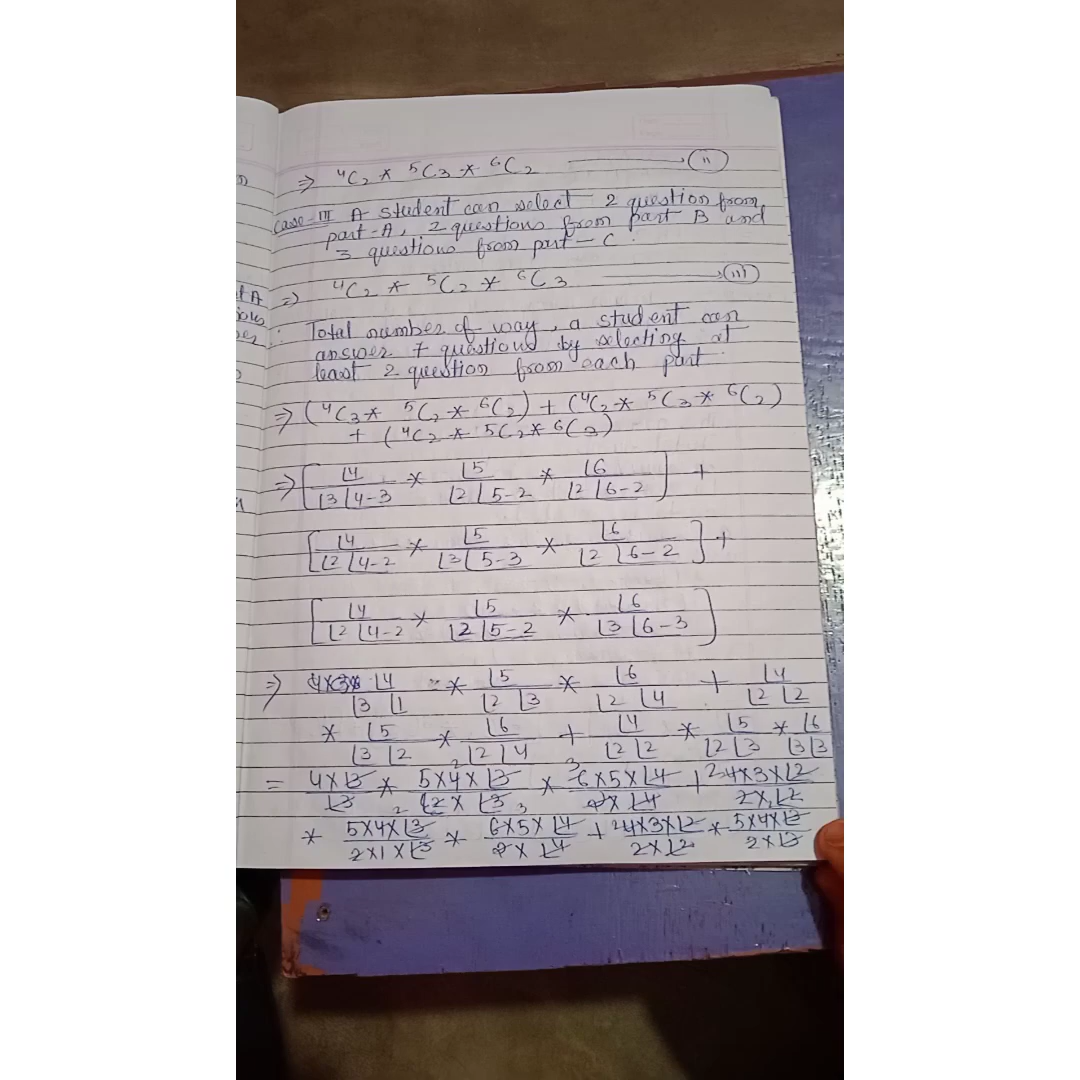 ⇒ ⁴C₂ * ⁵C₃ * ⁶C₂ ⟶ (ii)
case-III A student can select 2 question from
part-A, 2 questions from part B and
3 questions from part-C.
⇒ ⁴C₂ * ⁵C₂ * ⁶C₃ ⟶ (iii)
∴ Total number of way, a student can
answer 7 questions by selecting at
least 2 question from each part.
⇒ (⁴C₃ * ⁵C₂ * ⁶C₂) + (⁴C₂ * ⁵C₃ * ⁶C₂)
+ (⁴C₂ * ⁵C₂ * ⁶C₃)
⇒ [ ⌊4 / ⌊3 ⌊4-3 * ⌊5 / ⌊2 ⌊5-2 * ⌊6 / ⌊2 ⌊6-2 ] +
[ ⌊4 / ⌊2 ⌊4-2 * ⌊5 / ⌊3 ⌊5-3 * ⌊6 / ⌊2 ⌊6-2 ] +
[ ⌊4 / ⌊2 ⌊4-2 * ⌊5 / ⌊2 ⌊5-2 * ⌊6 / ⌊3 ⌊6-3 ]
⇒ ⌊4 / ⌊3 ⌊1 * ⌊5 / ⌊2 ⌊3 * ⌊6 / ⌊2 ⌊4 + ⌊4 / ⌊2 ⌊2
* ⌊5 / ⌊3 ⌊2 * ⌊6 / ⌊2 ⌊4 + ⌊4 / ⌊2 ⌊2 * ⌊5 / ⌊2 ⌊3 * ⌊6 / ⌊3 ⌊3
= 4×⌊3 / ⌊3 * 5×4×⌊3 / ⌊2 × ⌊3 * 6×5×⌊4 / 2×⌊4 + 4×3×⌊2 / 2×⌊2
* 5×4×⌊3 / 2×1×⌊3 * 6×5×⌊4 / 2×⌊4 + 4×3×⌊2 / 2×⌊2 * 5×4×⌊3 / 2×⌊3